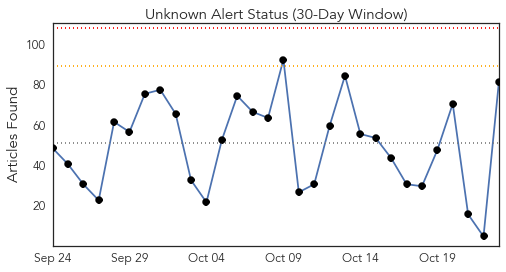 Unknown Alert Status (30-Day Window)
Articles Found
100
80
60
40
20
Sep 24 Sep 29 Oct 04 Oct 09 Oct 14 Oct 19